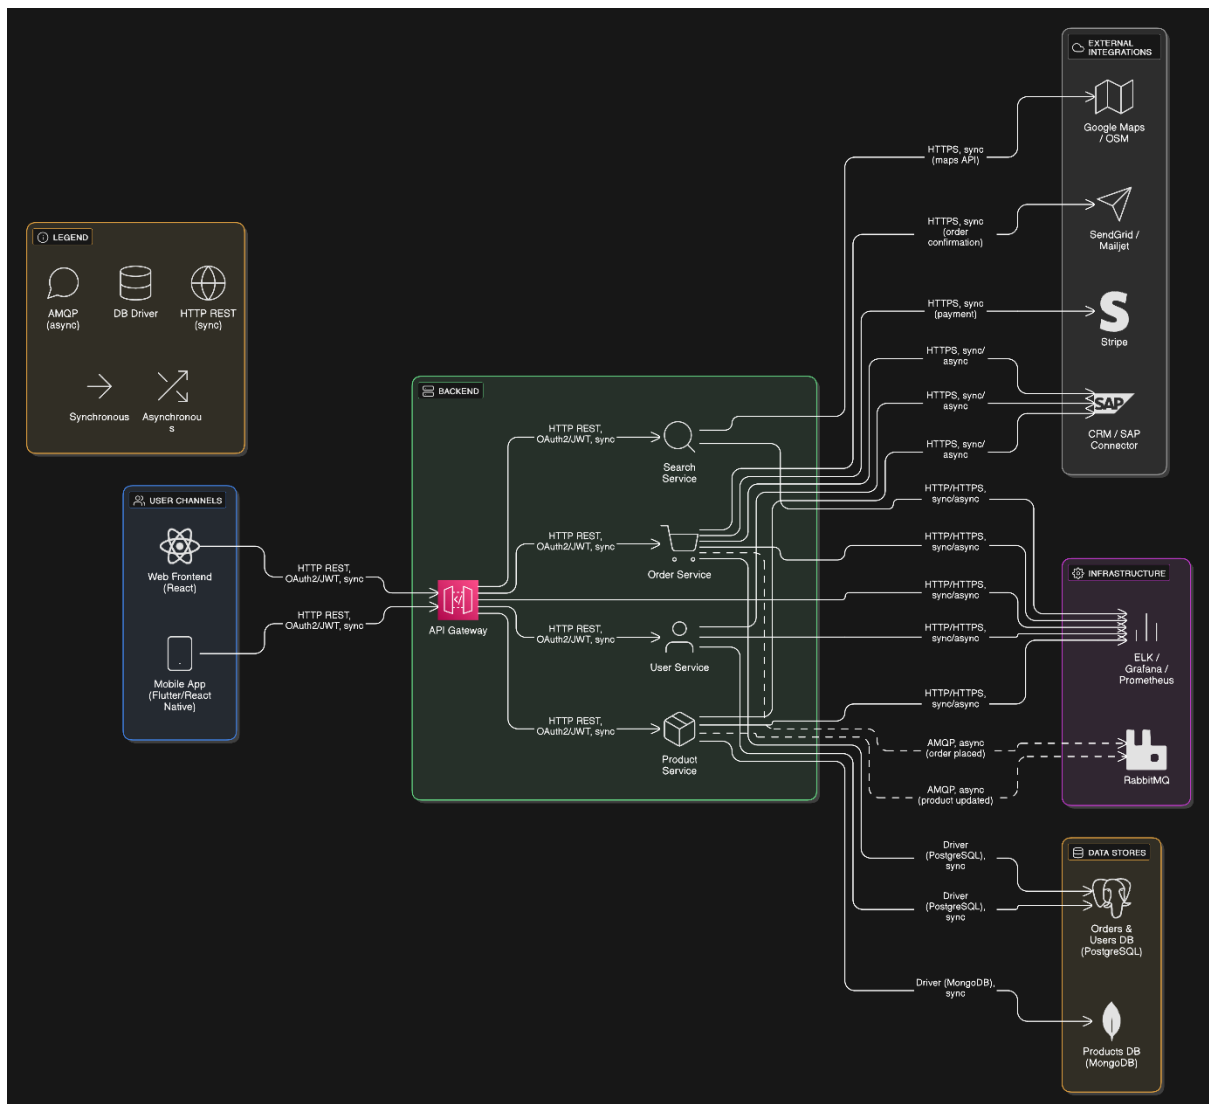 LEGEND
AMQP
(async)
DB Driver
HTTP REST
(sync)
Synchronous
Asynchronou
s
USER CHANNELS
Web Frontend
(React)
Mobile App
(Flutter/React
Native)
HTTP REST,
OAuth2/JWT, sync
HTTP REST,
OAuth2/JWT, sync
BACKEND
API Gateway
HTTP REST,
OAuth2/JWT, sync
Search
Service
HTTP REST,
OAuth2/JWT, sync
Order Service
HTTP REST,
OAuth2/JWT, sync
User Service
HTTP REST,
OAuth2/JWT, sync
Product
Service
HTTPS, sync
(maps API)
HTTPS, sync
(order
confirmation)
HTTPS, sync
(payment)
HTTPS, sync/
async
HTTPS, sync/
async
HTTPS, sync/
async
HTTP/HTTPS,
sync/async
HTTP/HTTPS,
sync/async
HTTP/HTTPS,
sync/async
HTTP/HTTPS,
sync/async
HTTP/HTTPS,
sync/async
AMQP, async
(order placed)
AMQP, async
(product updated)
Driver
(PostgreSQL),
sync
Driver
(PostgreSQL),
sync
Driver (MongoDB),
sync
EXTERNAL
INTEGRATIONS
Google Maps
/ OSM
SendGrid /
Mailjet
S
Stripe
SAP
CRM / SAP
Connector
INFRASTRUCTURE
ELK /
Grafana /
Prometheus
RabbitMQ
DATA STORES
Orders &
Users DB
(PostgreSQL)
Products DB
(MongoDB)